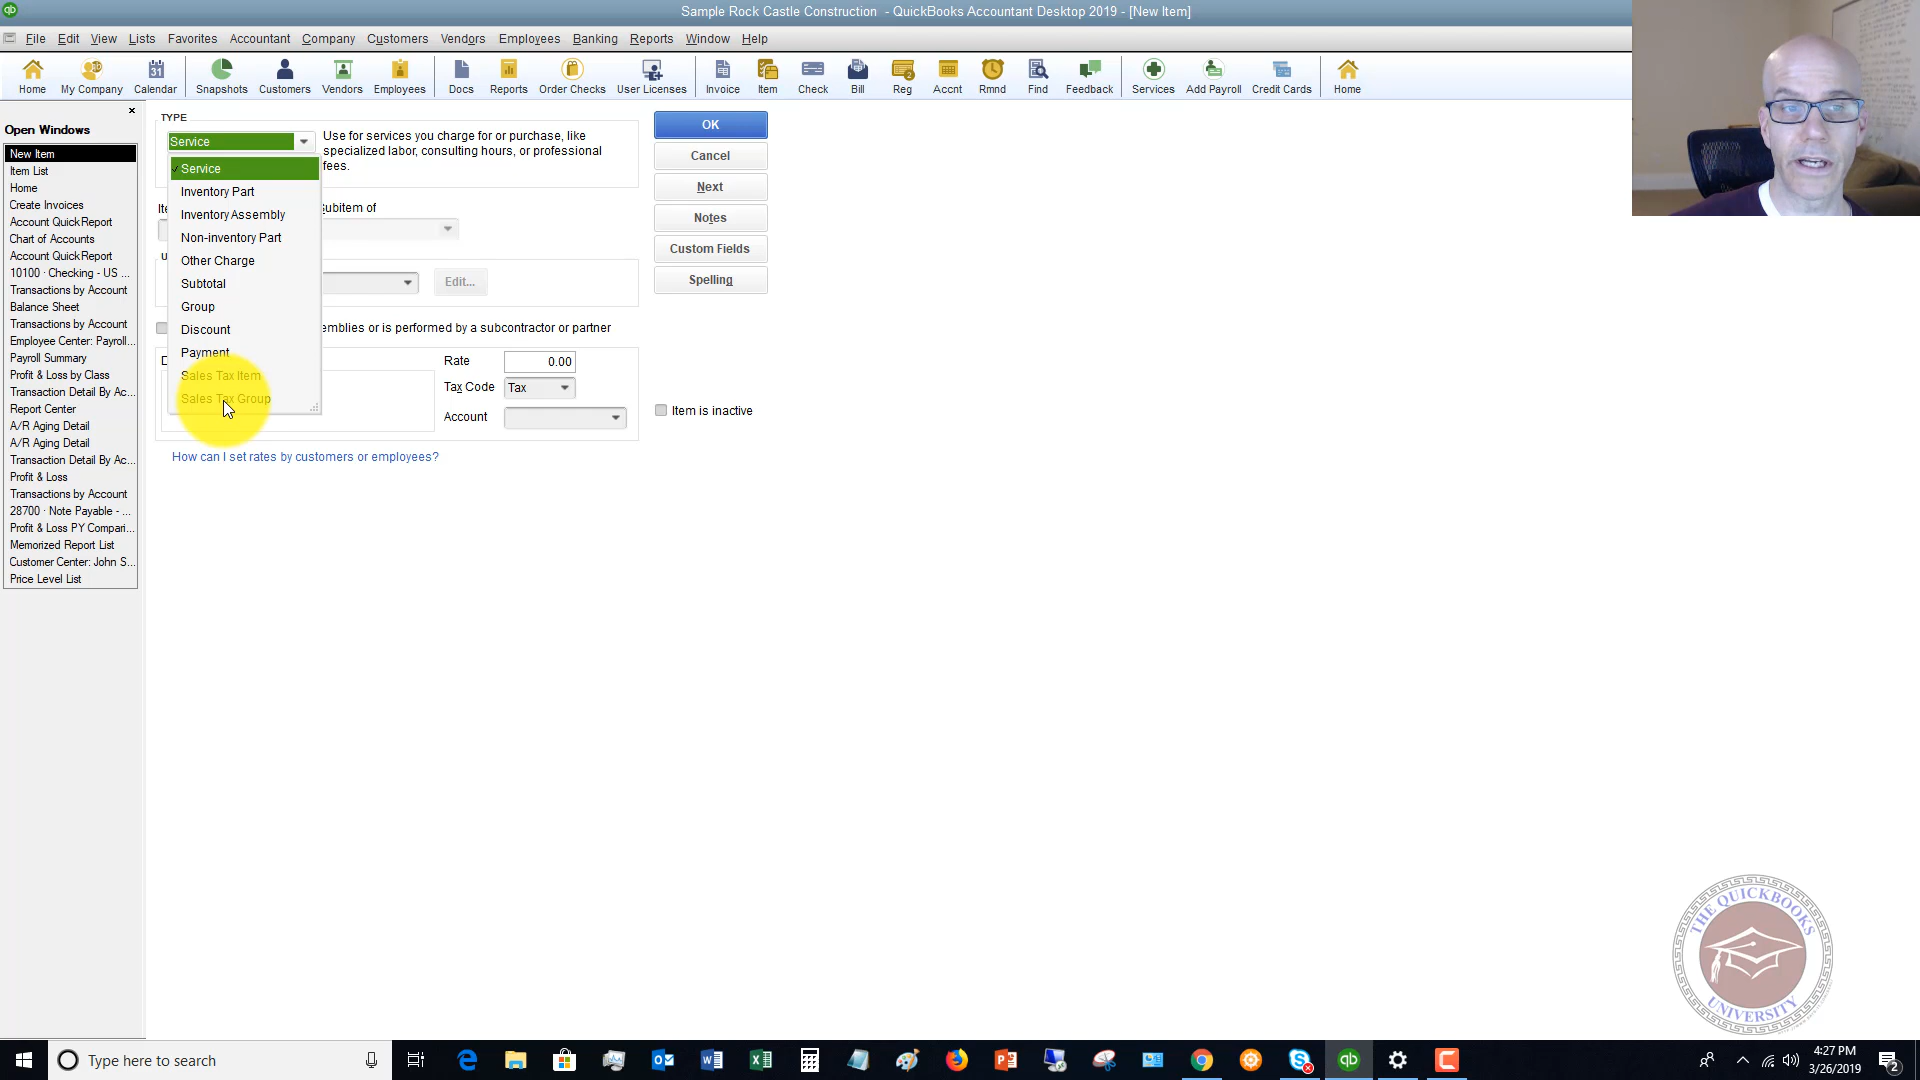 Sample Rock Castle Construction - QuickBooks Accountant Desktop 2019 - [New Item]
File Edit View Lists Favorites Accountant Company Customers Vendors Employees Banking Reports Window Help
Home My Company Calendar Snapshots Customers Vendors Employees Docs Reports Order Checks User Licenses Invoice Item Check Bill Reg Accnt Rmnd Find Feedback Services Add Payroll Credit Cards Home
Open Windows
New Item
Item List
Home
Create Invoices
Account QuickReport
Chart of Accounts
Account QuickReport
10100 · Checking - US ...
Transactions by Account
Balance Sheet
Transactions by Account
Employee Center: Payroll...
Payroll Summary
Profit & Loss by Class
Transaction Detail By Ac...
Report Center
A/R Aging Detail
A/R Aging Detail
Transaction Detail By Ac...
Profit & Loss
Transactions by Account
28700 · Note Payable - ...
Profit & Loss PY Compari...
Memorized Report List
Customer Center: John S...
Price Level List
TYPE
Service
Use for services you charge for or purchase, like
specialized labor, consulting hours, or professional
fees.
Service
Inventory Part
Inventory Assembly
Non-inventory Part
Other Charge
Subtotal
Group
Discount
Payment
Sales Tax Item
Sales Tax Group
ubitem of
Edit...
emblies or is performed by a subcontractor or partner
Rate 0.00
Tax Code Tax
Account
How can I set rates by customers or employees?
OK
Cancel
Next
Notes
Custom Fields
Spelling
Item is inactive
THE QUICKBOOKS
UNIVERSITY
Type here to search
4:27 PM
3/26/2019
2